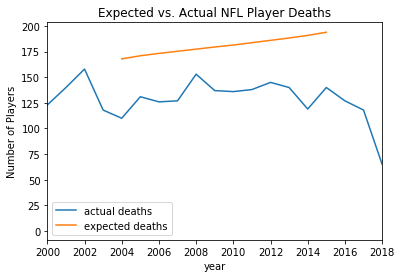 Expected vs. Actual NFL Player Deaths
Number of Players
200
175
150
125
100
75
50
25
0
actual deaths
expected deaths
2000 2002 2004 2006 2008 2010 2012 2014 2016 2018
year